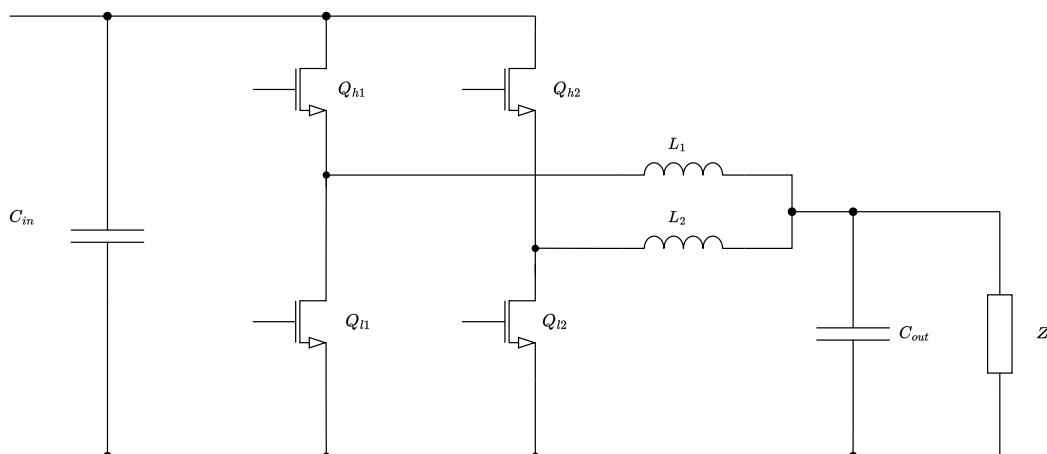 Q_{h1}
Q_{h2}
L_1
C_{in}
L_2
Q_{l1}
Q_{l2}
C_{out}
Z